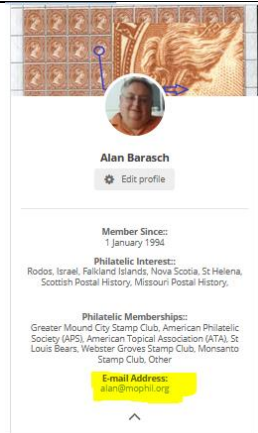 Alan Barasch
Edit profile
Member Since::
1 January 1994
Philatelic Interest::
Rodos, Israel, Falkland Islands, Nova Scotia, St Helena,
Scottish Postal History, Missouri Postal History,
Philatelic Memberships::
Greater Mound City Stamp Club, American Philatelic
Society (APS), American Topical Association (ATA), St
Louis Bears, Webster Groves Stamp Club, Monsanto
Stamp Club, Other
E-mail Address:
alan@mophil.org